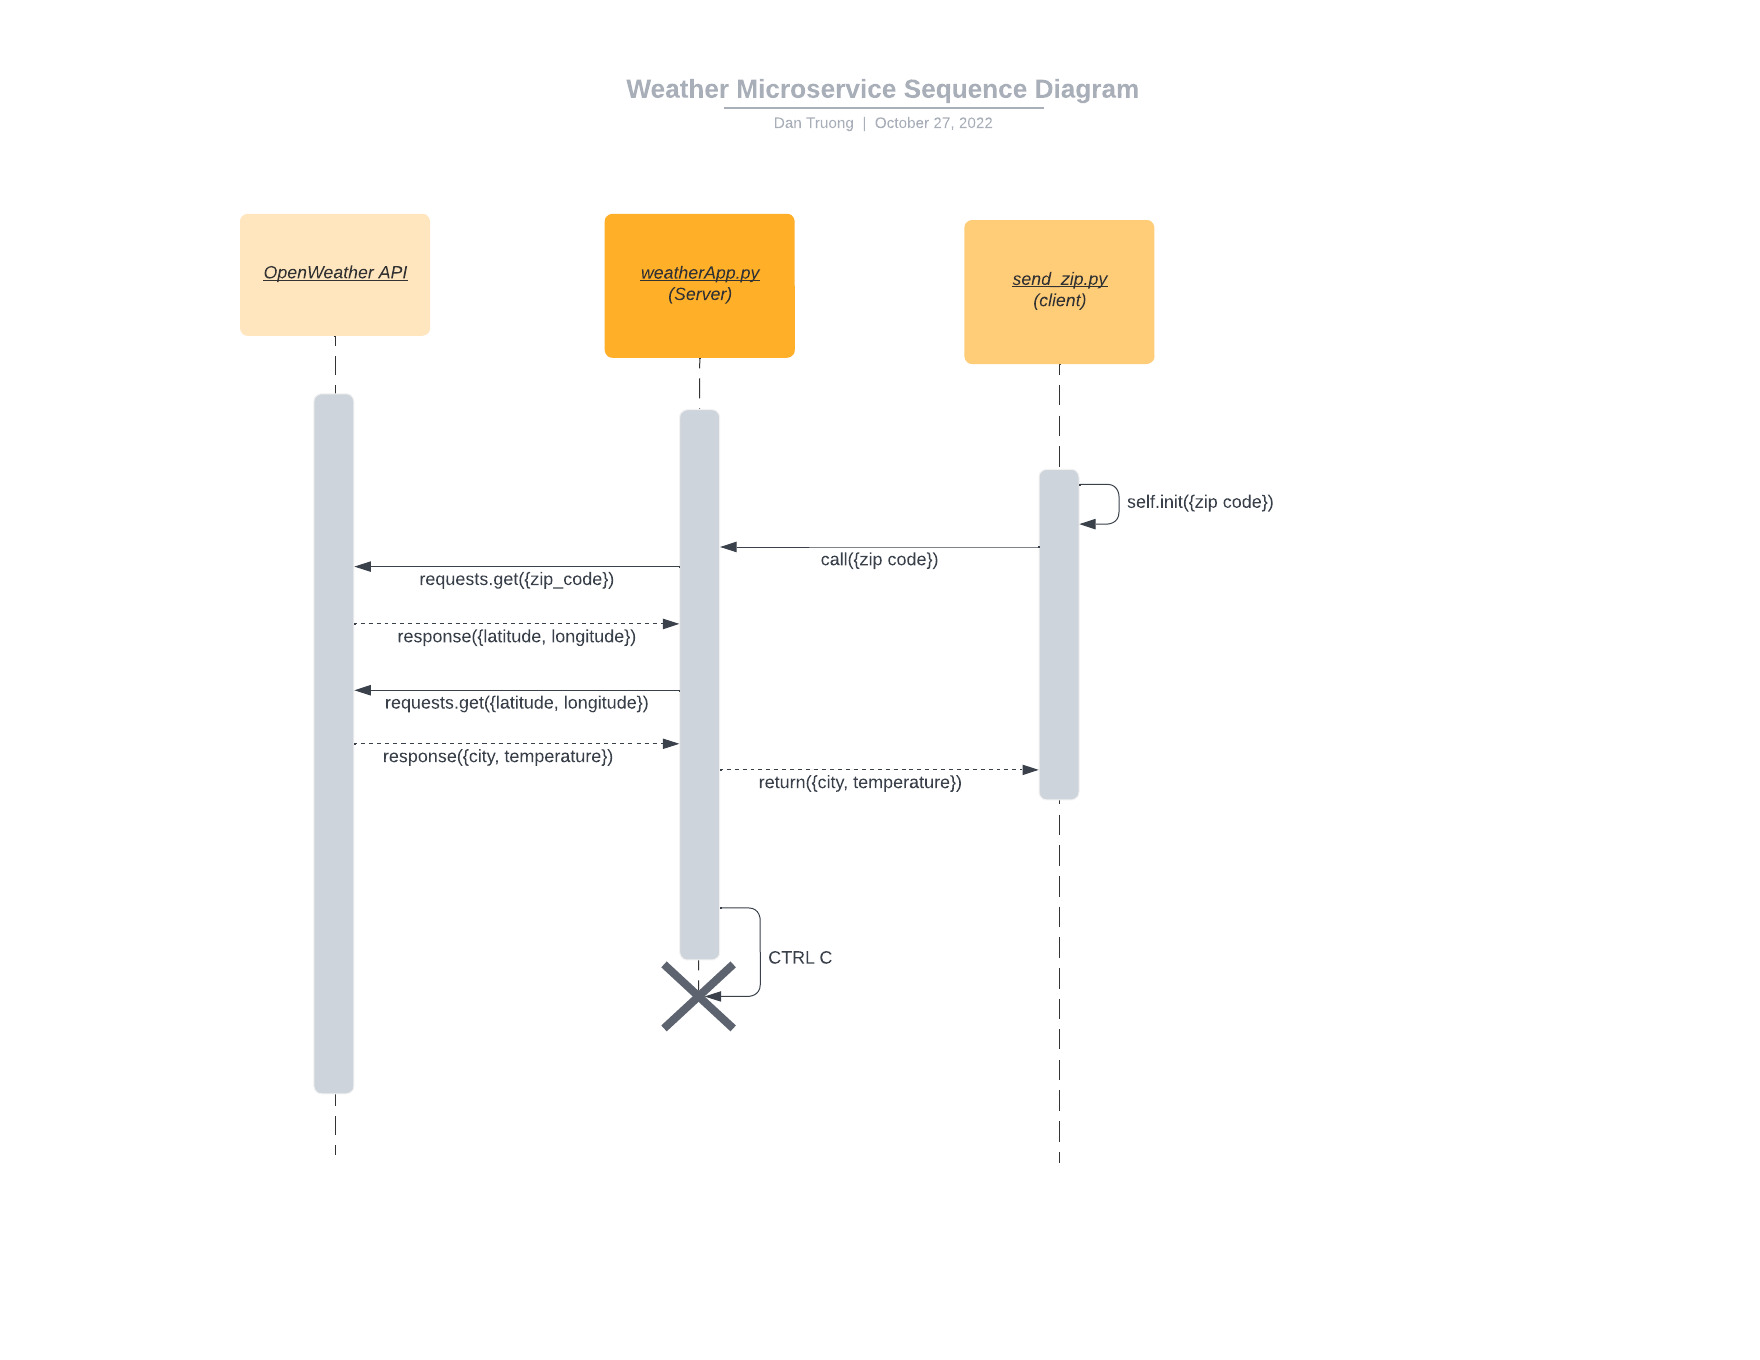 Weather Microservice Sequence Diagram
Dan Truong | October 27, 2022
OpenWeather API
weatherApp.py
(Server)
send_zip.py
(client)
self.init({zip code})
call({zip code})
requests.get({zip_code})
response({latitude, longitude})
requests.get({latitude, longitude})
response({city, temperature})
return({city, temperature})
CTRL C